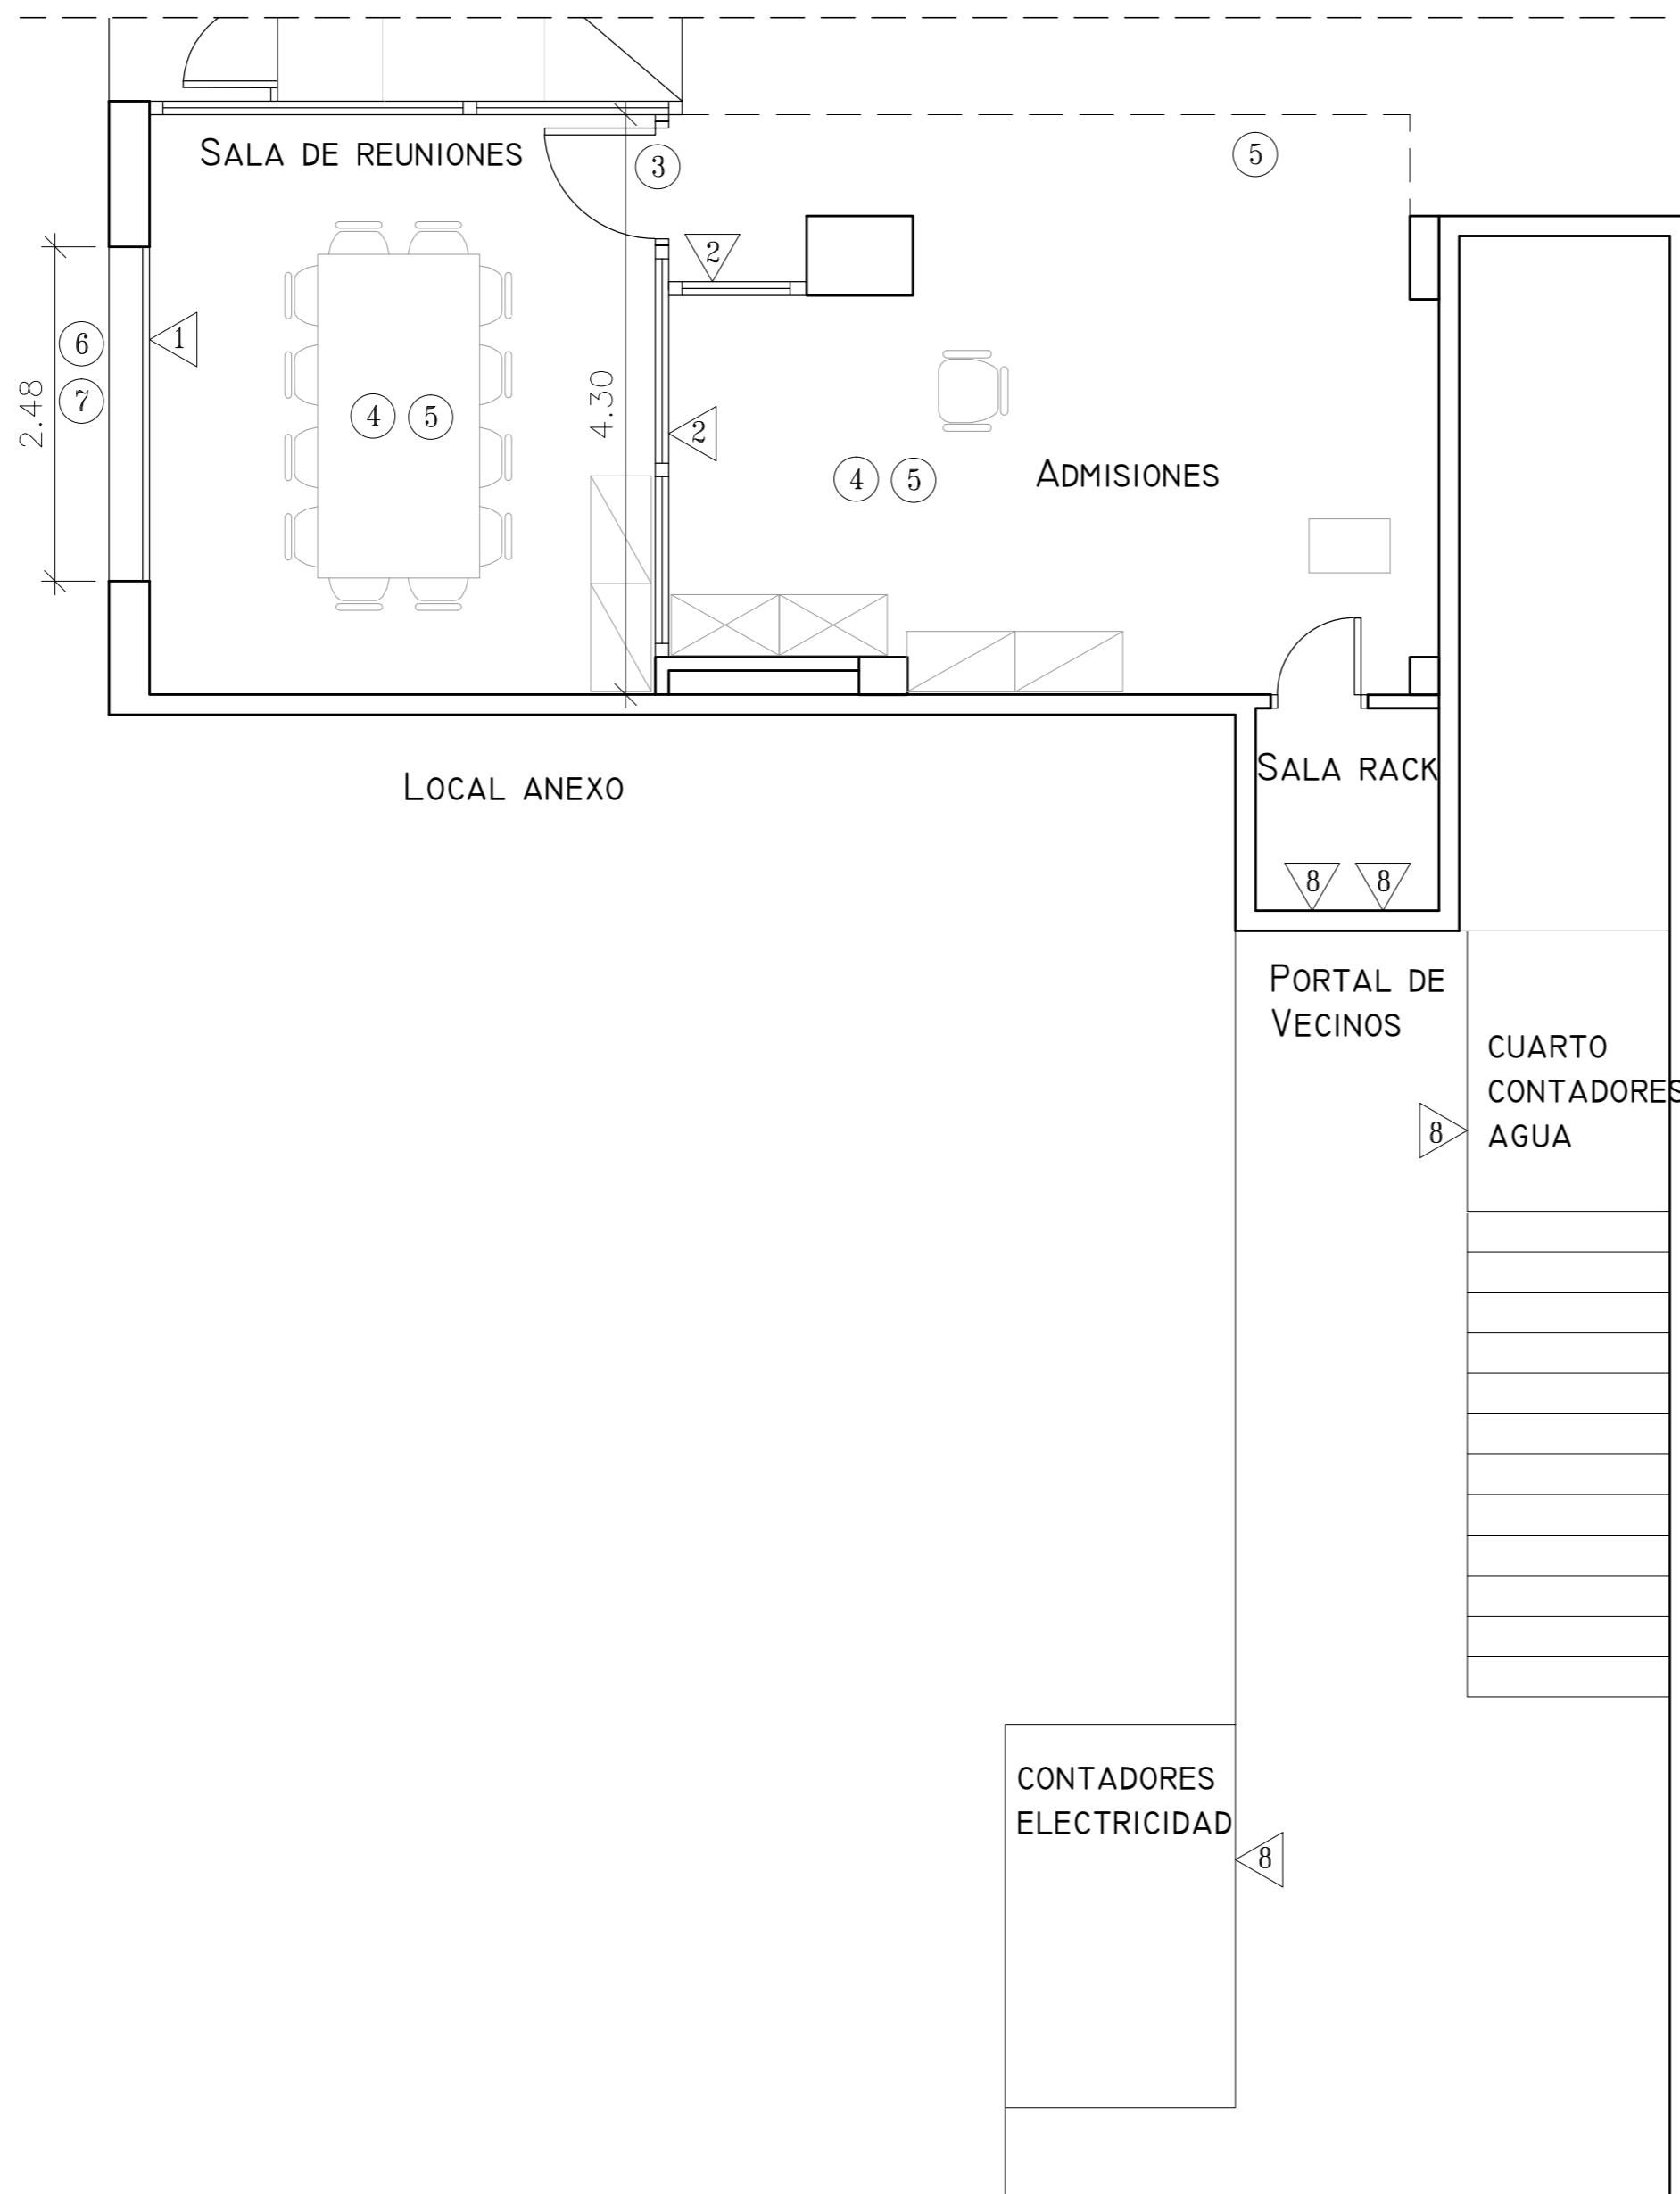 SALA DE REUNIONES
3
5
2
6
1
7
2.48
4
5
4.30
2
ADMISIONES
4
5
LOCAL ANEXO
SALA RACK
8
8
PORTAL DE
VECINOS
CUARTO
CONTADORES
AGUA
8
CONTADORES
ELECTRICIDAD
8